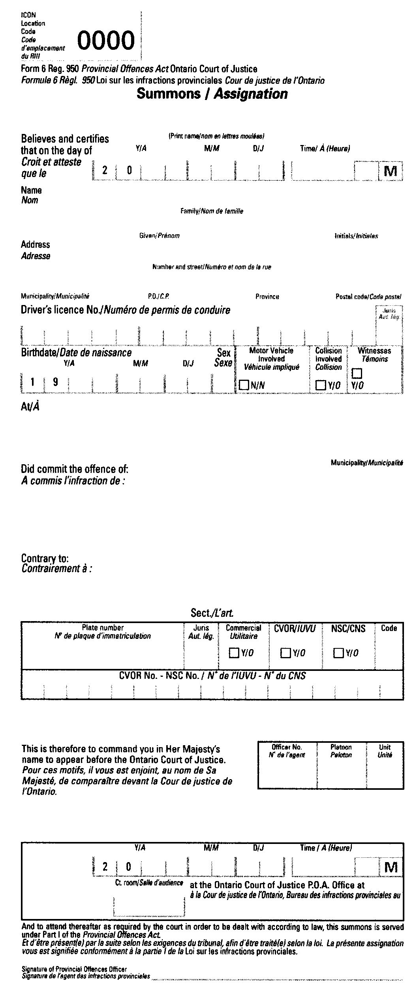 ICON
Location
Code
Code
d'emplacement
du RIII
0000
Form 6 Reg. 950 Provincial Offences Act Ontario Court of Justice
Formule 6 Règl. 950 Loi sur les infractions provinciales Cour de justice de l'Ontario
Summons / Assignation
(Print name/nom en lettres moulées)
Believes and certifies
that on the day of
Croit et atteste
que le
Y/A M/M D/J Time/ À (Heure)
2 0 M
Name
Nom
Family/Nom de famille
Given/Prénom Initials/Initiales
Address
Adresse
Number and street/Numéro et nom de la rue
Municipality/Municipalité P.O./C.P. Province Postal code/Code postal
Driver's licence No./Numéro de permis de conduire
Juris
Aut. lég.
Birthdate/Date de naissance
Y/A M/M D/J
Sex
Sexe
1 9
Motor Vehicle
Involved
Véhicule impliqué
N/N
Collision
Involved
Collision
Y/O
Witnesses
Témoins
Y/O
At/À
Municipality/Municipalité
Did commit the offence of:
A commis l'infraction de :
Contrary to:
Contrairement à :
Sect./L'art.
Plate number
N° de plaque d'immatriculation
Juris
Aut. lég.
Commercial
Utilitaire
Y/O
CVOR/IUVU
Y/O
NSC/CNS
Y/O
Code
CVOR No. - NSC No. / N° de l'IUVU - N° du CNS
This is therefore to command you in Her Majesty's
name to appear before the Ontario Court of Justice.
Pour ces motifs, il vous est enjoint, au nom de Sa
Majesté, de comparaître devant la Cour de justice de
l'Ontario.
Officer No.
N° de l'agent
Platoon
Peloton
Unit
Unité
Y/A M/M D/J Time / A (Heure)
2 0 M
Ct. room/Salle d'audience
at the Ontario Court of Justice P.O.A. Office at
à la Cour de justice de l'Ontario, Bureau des infractions provinciales au
And to attend thereafter as required by the court in order to be dealt with according to law, this summons is served
under Part I of the Provincial Offences Act.
Et d'être présent(e) par la suite selon les exigences du tribunal, afin d'être traité(e) selon la loi. La présente assignation
vous est signifiée conformément à la partie I de la Loi sur les infractions provinciales.
Signature of Provincial Offences Officer
Signature de l'agent des infractions provinciales